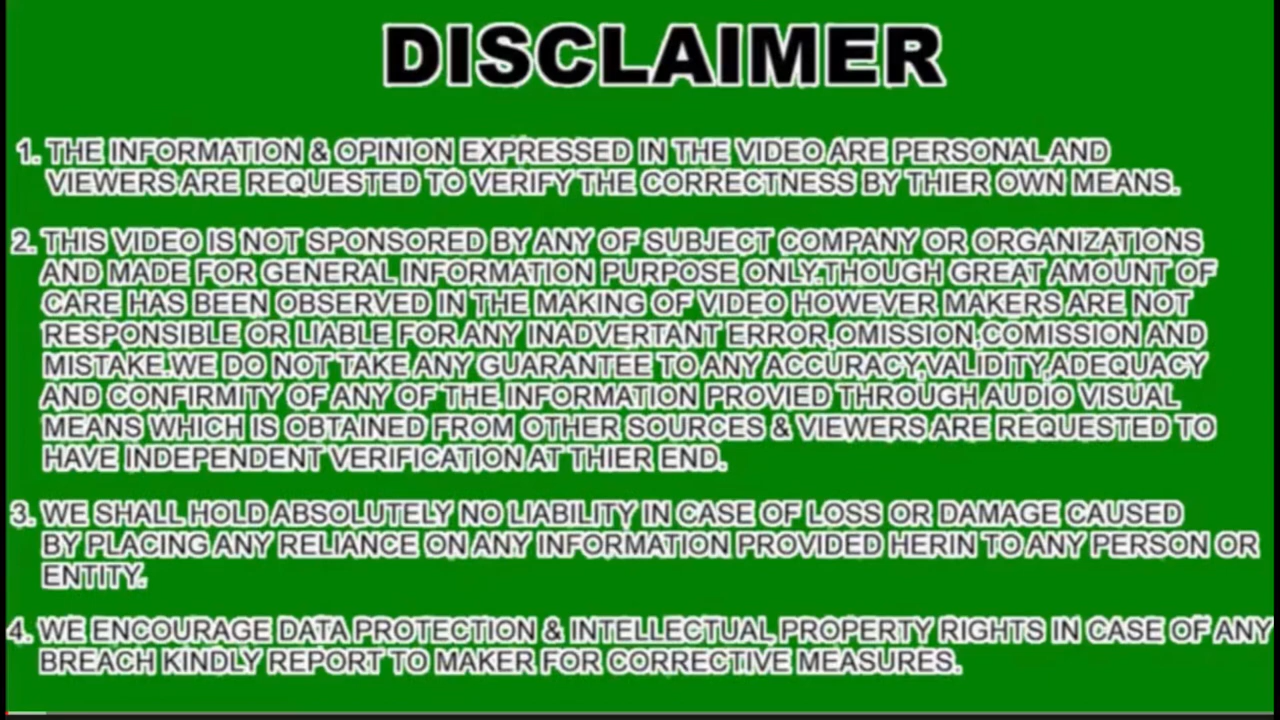 DISCLAIMER
1. THE INFORMATION & OPINION EXPRESSED IN THE VIDEO ARE PERSONAL AND
VIEWERS ARE REQUESTED TO VERIFY THE CORRECTNESS BY THIER OWN MEANS.
2. THIS VIDEO IS NOT SPONSORED BY ANY OF SUBJECT COMPANY OR ORGANIZATIONS
AND MADE FOR GENERAL INFORMATION PURPOSE ONLY.THOUGH GREAT AMOUNT OF
CARE HAS BEEN OBSERVED IN THE MAKING OF VIDEO HOWEVER MAKERS ARE NOT
RESPONSIBLE OR LIABLE FOR ANY INADVERTANT ERROR,OMISSION,COMISSION AND
MISTAKE.WE DO NOT TAKE ANY GUARANTEE TO ANY ACCURACY,VALIDITY,ADEQUACY
AND CONFIRMITY OF ANY OF THE INFORMATION PROVIED THROUGH AUDIO VISUAL
MEANS WHICH IS OBTAINED FROM OTHER SOURCES & VIEWERS ARE REQUESTED TO
HAVE INDEPENDENT VERIFICATION AT THIER END.
3. WE SHALL HOLD ABSOLUTELY NO LIABILITY IN CASE OF LOSS OR DAMAGE CAUSED
BY PLACING ANY RELIANCE ON ANY INFORMATION PROVIDED HERIN TO ANY PERSON OR
ENTITY.
4. WE ENCOURAGE DATA PROTECTION & INTELLECTUAL PROPERTY RIGHTS IN CASE OF ANY
BREACH KINDLY REPORT TO MAKER FOR CORRECTIVE MEASURES.